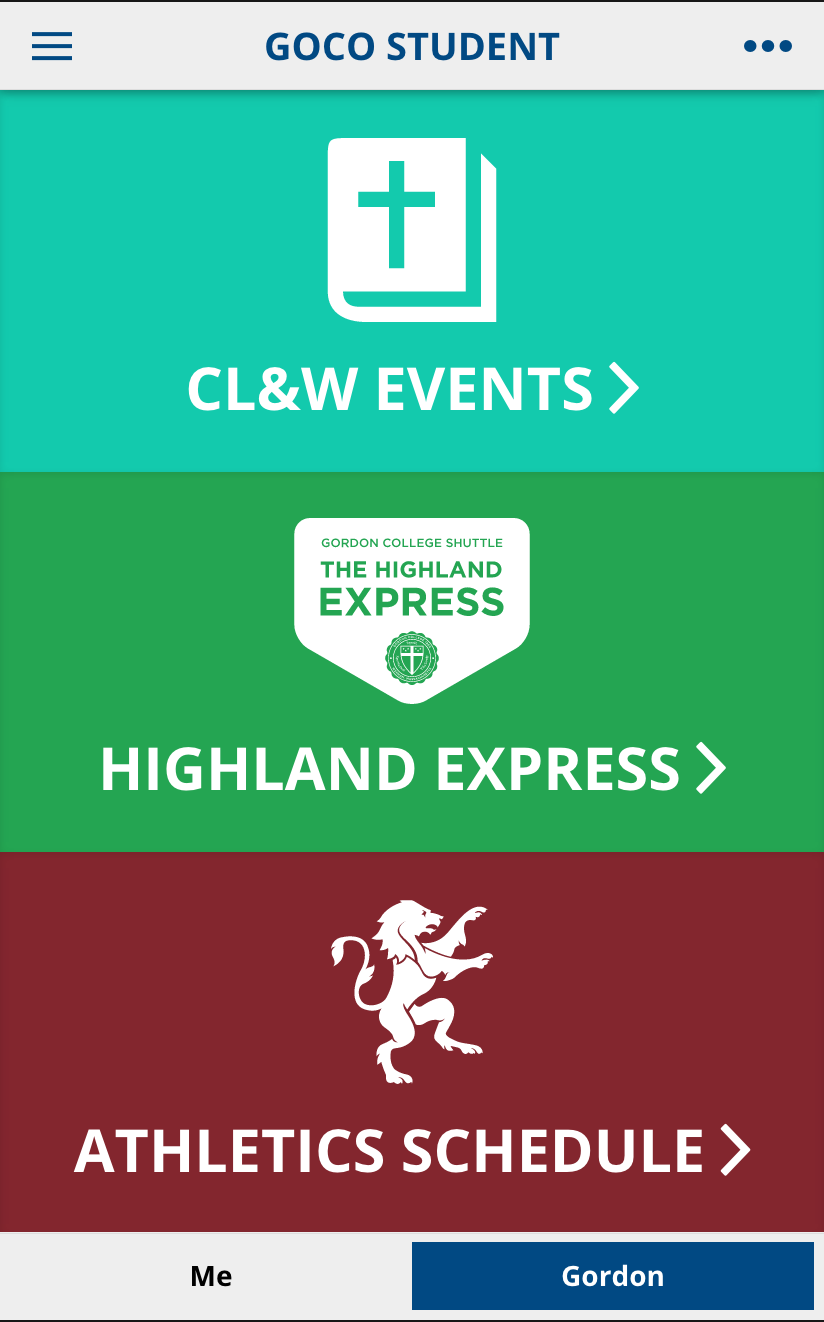 GOCO STUDENT
CL&W EVENTS
GORDON COLLEGE SHUTTLE
THE HIGHLAND
EXPRESS
HIGHLAND EXPRESS
ATHLETICS SCHEDULE
Me
Gordon